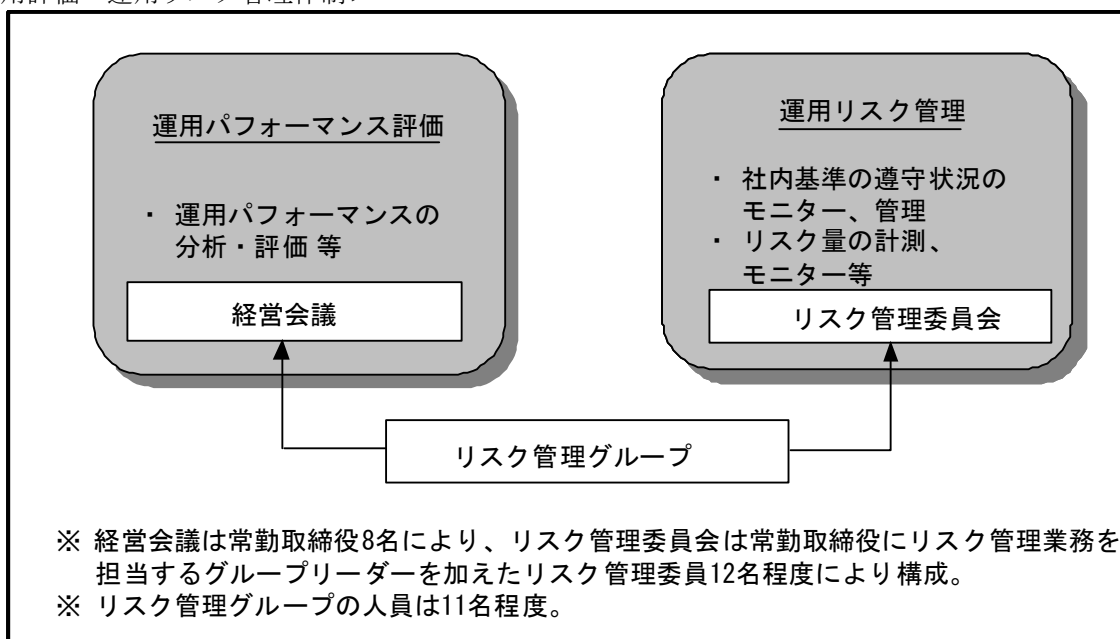 運用パフォーマンス評価
・ 運用パフォーマンスの
分析・評価 等
経営会議
運用リスク管理
・ 社内基準の遵守状況の
モニター、管理
・ リスク量の計測、
モニター等
リスク管理委員会
リスク管理グループ
※ 経営会議は常勤取締役8名により、リスク管理委員会は常勤取締役にリスク管理業務を
担当するグループリーダーを加えたリスク管理委員12名程度により構成。
※ リスク管理グループの人員は11名程度。